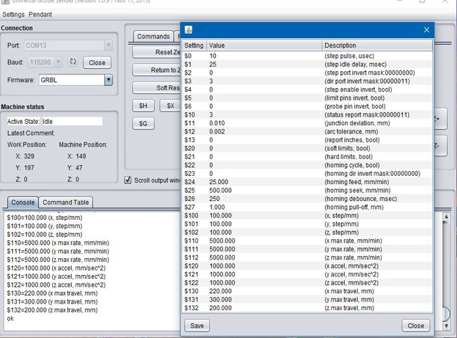 Universal Gcode Sender (Version 1.0.9 / Nov 11, 2015)
Settings Pendant
Connection
Port: COM13
Baud: 115200 Close
Firmware: GRBL
Machine status
Active State: Idle
Latest Comment:
Work Position: Machine Position:
X: 329 X: 149
Y: 197 Y: 47
Z: 0 Z: 0
Commands
Reset Ze
Return to Z
Soft Res
$H $X
$G
Scroll output wind
Z-
Console Command Table
$100=100.000 (x, step/mm)
$101=100.000 (y, step/mm)
$102=100.000 (z, step/mm)
$110=5000.000 (x max rate, mm/min)
$111=5000.000 (y max rate, mm/min)
$112=5000.000 (z max rate, mm/min)
$120=1000.000 (x accel, mm/sec^2)
$121=1000.000 (y accel, mm/sec^2)
$122=1000.000 (z accel, mm/sec^2)
$130=220.000 (x max travel, mm)
$131=300.000 (y max travel, mm)
$132=200.000 (z max travel, mm)
ok
Setting Value Description
$0 10 (step pulse, usec)
$1 25 (step idle delay, msec)
$2 0 (step port invert mask:00000000)
$3 3 (dir port invert mask:00000011)
$4 0 (step enable invert, bool)
$5 0 (limit pins invert, bool)
$6 0 (probe pin invert, bool)
$10 3 (status report mask:00000011)
$11 0.010 (junction deviation, mm)
$12 0.002 (arc tolerance, mm)
$13 0 (report inches, bool)
$20 0 (soft limits, bool)
$21 0 (hard limits, bool)
$22 0 (homing cycle, bool)
$23 0 (homing dir invert mask:00000000)
$24 25.000 (homing feed, mm/min)
$25 500.000 (homing seek, mm/min)
$26 250 (homing debounce, msec)
$27 1.000 (homing pull-off, mm)
$100 100.000 (x, step/mm)
$101 100.000 (y, step/mm)
$102 100.000 (z, step/mm)
$110 5000.000 (x max rate, mm/min)
$111 5000.000 (y max rate, mm/min)
$112 5000.000 (z max rate, mm/min)
$120 1000.000 (x accel, mm/sec^2)
$121 1000.000 (y accel, mm/sec^2)
$122 1000.000 (z accel, mm/sec^2)
$130 220.000 (x max travel, mm)
$131 300.000 (y max travel, mm)
$132 200.000 (z max travel, mm)
Save Close